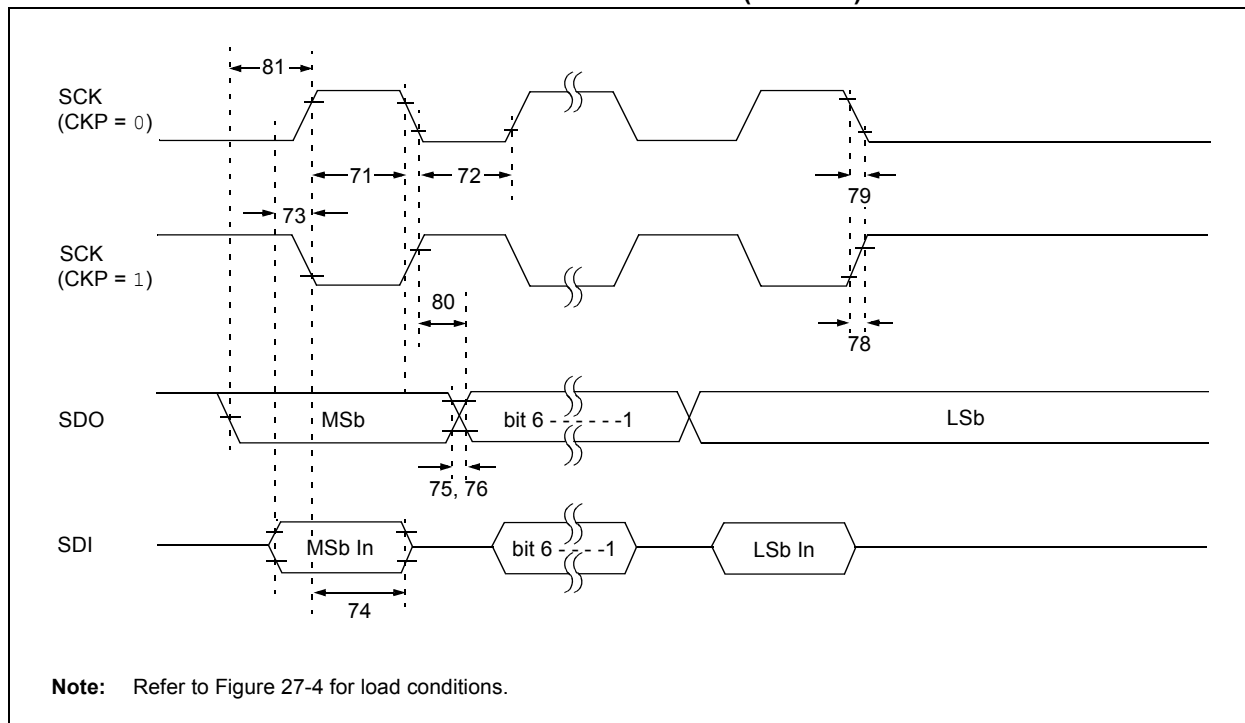 81
SCK
(CKP = 0)
71
72
79
73
SCK
(CKP = 1)
80
78
SDO
MSb
bit 6 - - - - - -1
LSb
75, 76
SDI
MSb In
bit 6 - - - -1
LSb In
74
Note: Refer to Figure 27-4 for load conditions.